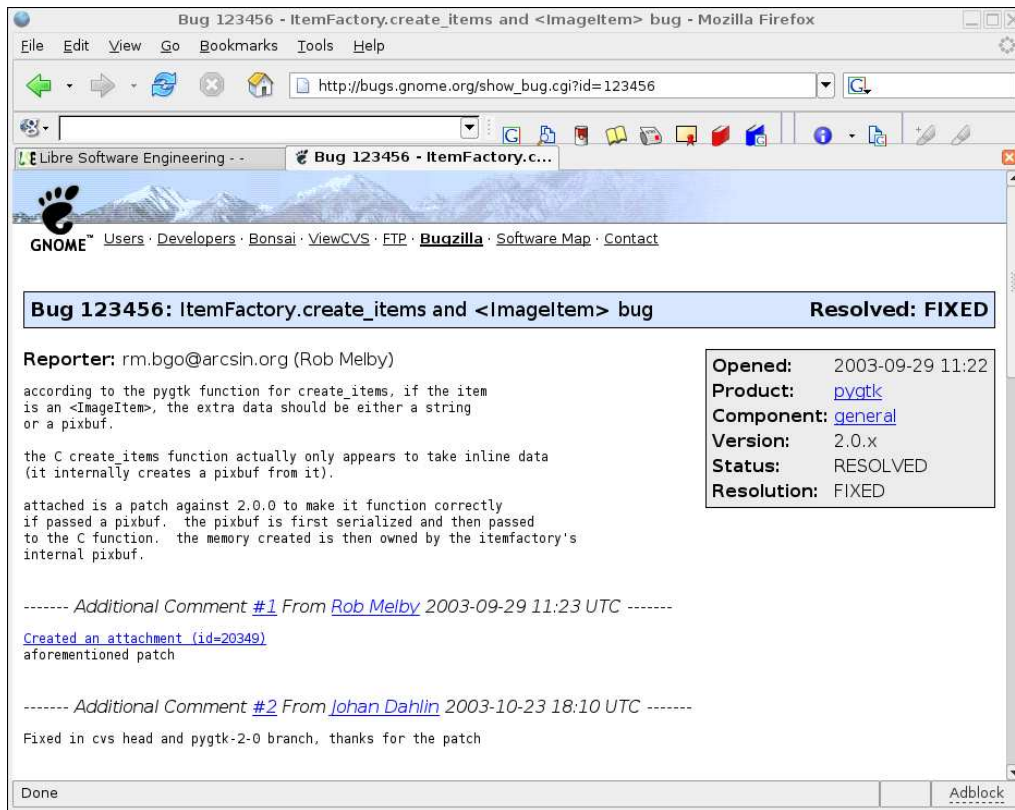 Bug 123456 - ItemFactory.create_items and <ImageItem> bug - Mozilla Firefox
File Edit View Go Bookmarks Tools Help
http://bugs.gnome.org/show_bug.cgi?id=123456
Libre Software Engineering - -
Bug 123456 - ItemFactory.c...
GNOME™ Users · Developers · Bonsai · ViewCVS · FTP · Bugzilla · Software Map · Contact
Bug 123456: ItemFactory.create_items and <ImageItem> bug Resolved: FIXED
Reporter: rm.bgo@arcsin.org (Rob Melby)
according to the pygtk function for create_items, if the item
is an <ImageItem>, the extra data should be either a string
or a pixbuf.
the C create_items function actually only appears to take inline data
(it internally creates a pixbuf from it).
attached is a patch against 2.0.0 to make it function correctly
if passed a pixbuf. the pixbuf is first serialized and then passed
to the C function. the memory created is then owned by the itemfactory's
internal pixbuf.
Opened: 2003-09-29 11:22
Product: pygtk
Component: general
Version: 2.0.x
Status: RESOLVED
Resolution: FIXED
------- Additional Comment #1 From Rob Melby 2003-09-29 11:23 UTC -------
Created an attachment (id=20349)
aforementioned patch
------- Additional Comment #2 From Johan Dahlin 2003-10-23 18:10 UTC -------
Fixed in cvs head and pygtk-2-0 branch, thanks for the patch
Done
Adblock